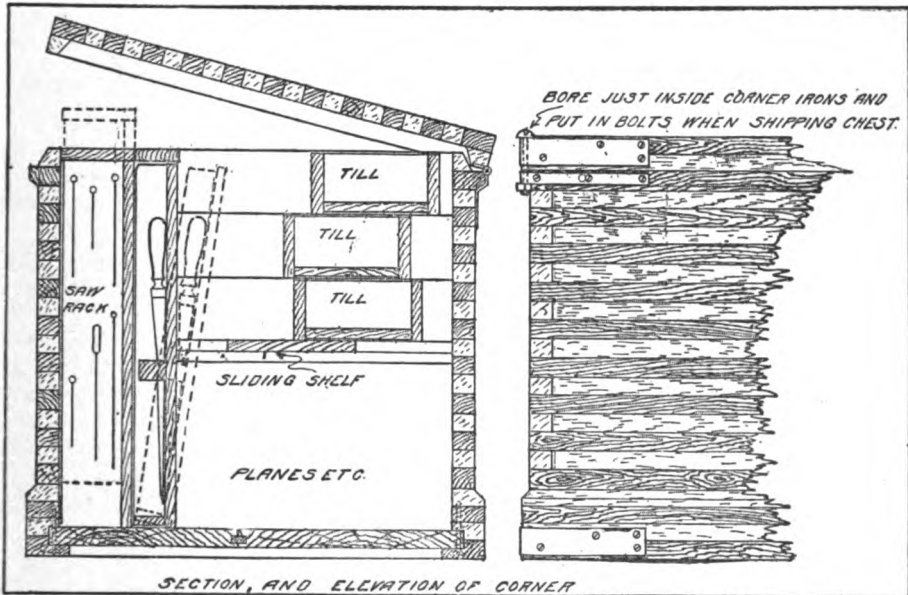 BORE JUST INSIDE CORNER IRONS AND
PUT IN BOLTS WHEN SHIPPING CHEST.
TILL
TILL
TILL
SAW
RACK
SLIDING SHELF
PLANES ETC.
SECTION, AND ELEVATION OF CORNER